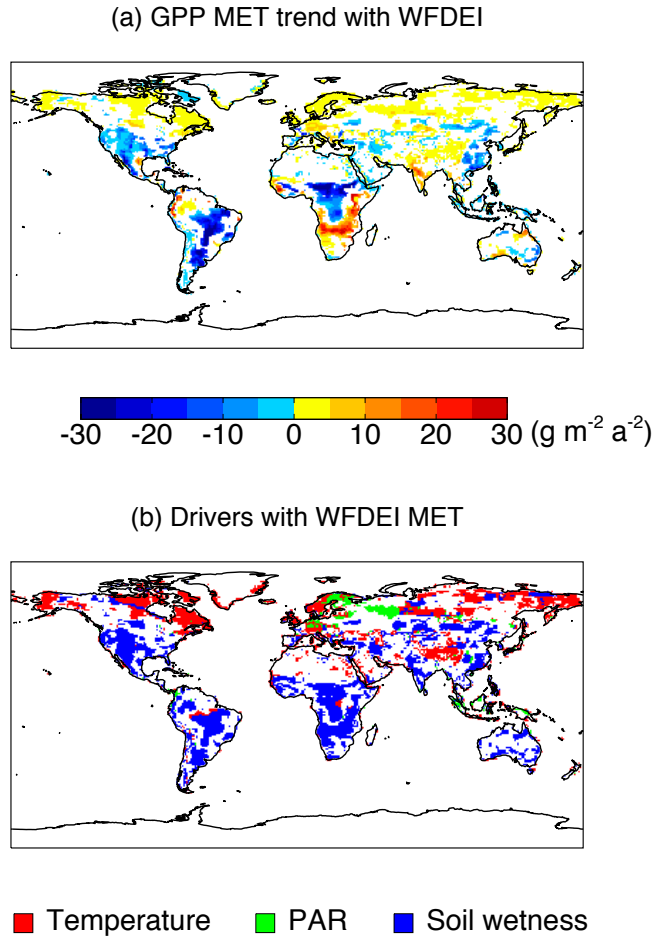 (a) GPP MET trend with WFDEI
-30 -20 -10 0 10 20 30 (g m⁻² a⁻²)
(b) Drivers with WFDEI MET
Temperature PAR Soil wetness